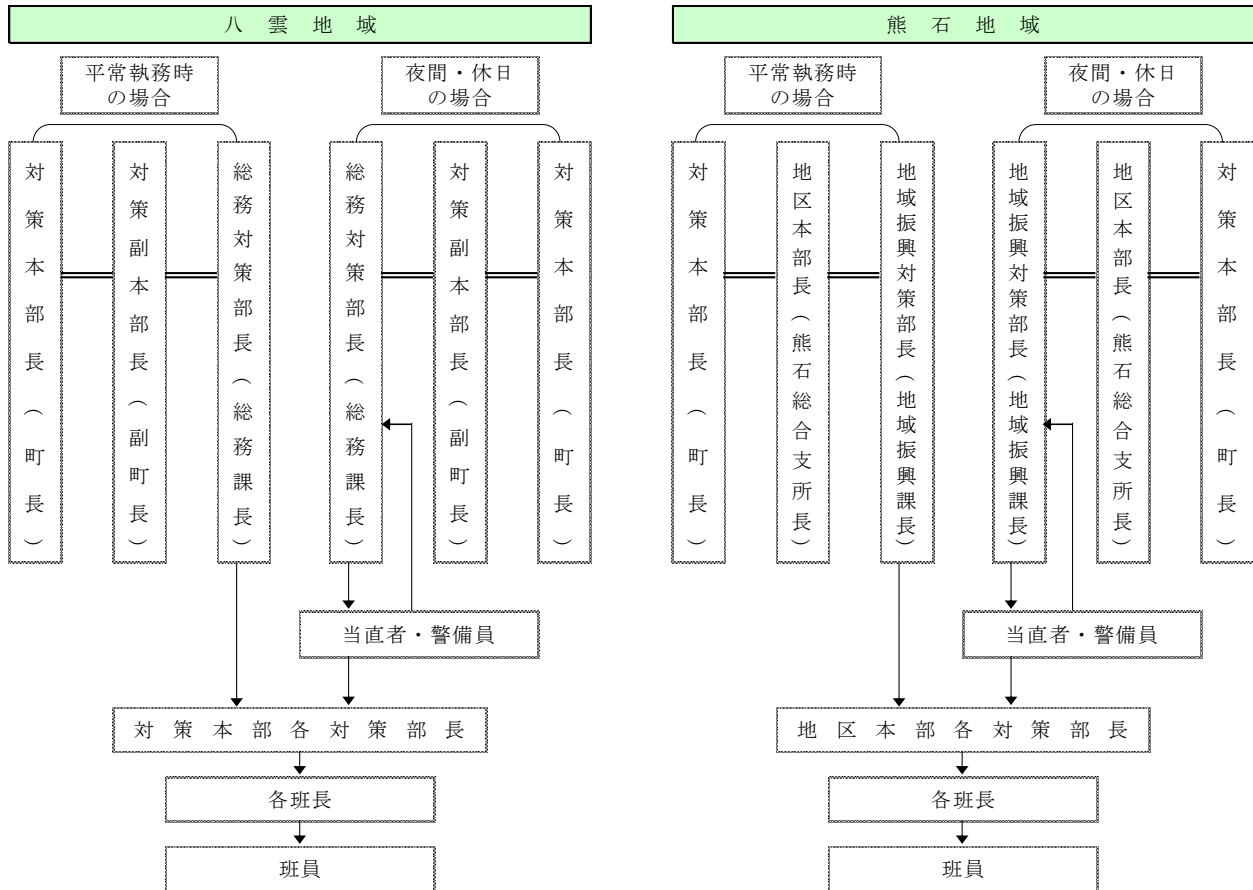 八雲地域
平常執務時
の場合
夜間・休日
の場合
対策本部長（町長）
対策副本部長（副町長）
総務対策部長（総務課長）
総務対策部長（総務課長）
対策副本部長（副町長）
対策本部長（町長）
当直者・警備員
対策本部各対策部長
各班長
班員
熊石地域
平常執務時
の場合
夜間・休日
の場合
対策本部長（町長）
地区本部長（熊石総合支所長）
地域振興対策部長（地域振興課長）
地域振興対策部長（地域振興課長）
地区本部長（熊石総合支所長）
対策本部長（町長）
当直者・警備員
地区本部各対策部長
各班長
班員